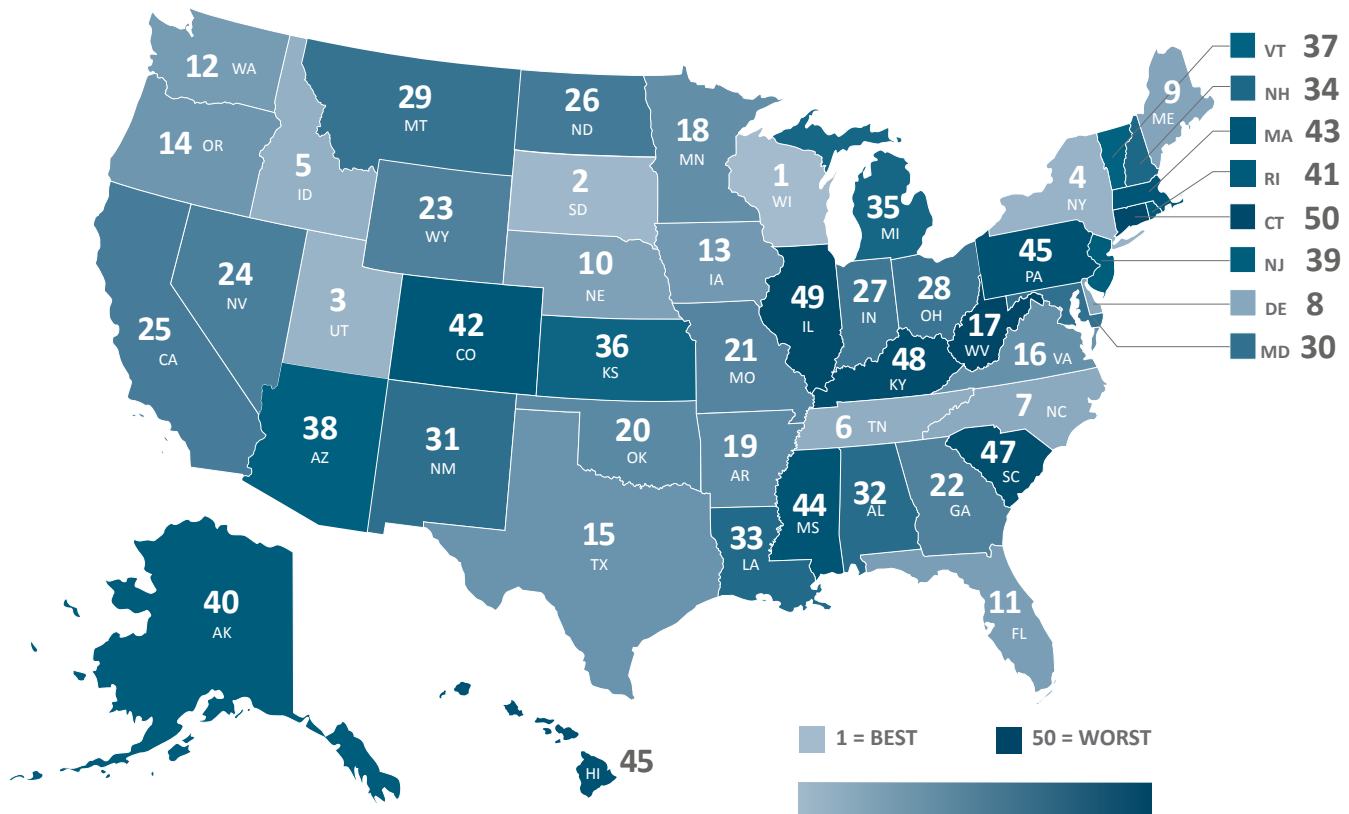 12 WA
14 OR
5
ID
29
MT
26
ND
18
MN
2
SD
1
WI
35
MI
4
NY
9
ME
VT 37
NH 34
MA 43
RI 41
CT 50
NJ 39
DE 8
MD 30
23
WY
10
NE
13
IA
24
NV
3
UT
25
CA
42
CO
36
KS
21
MO
49
IL
27
IN
28
OH
45
PA
17
WV
16 VA
48
KY
38
AZ
31
NM
20
OK
19
AR
6 TN
7 NC
47
SC
15
TX
33
LA
44
MS
32
AL
22
GA
11
FL
40
AK
HI 45
1 = BEST
50 = WORST